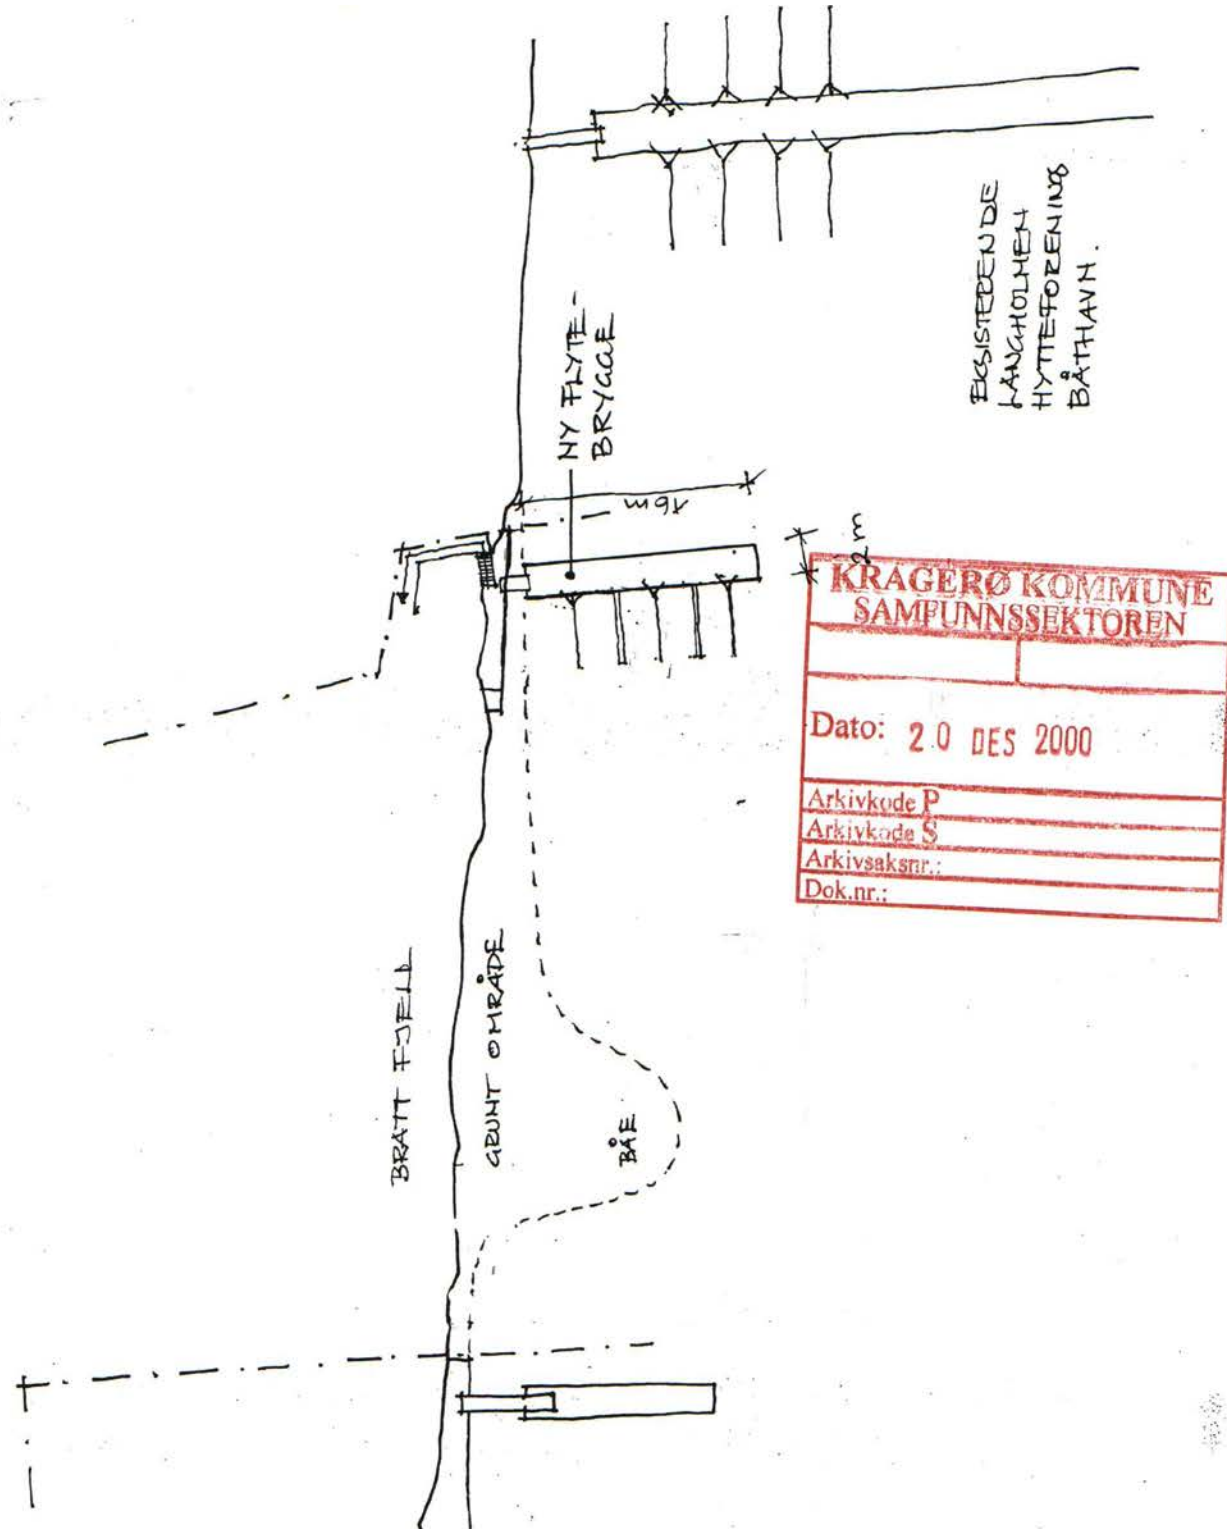 EKSISTERENDE
LANGHOLMEN
HYTTEFORENING
BÅTHAVN.
NY FLYTE-
BRYGGE
16m
2m
KRAGERØ KOMMUNE
SAMFUNNSSEKTOREN
Dato: 20 DES 2000
Arkivkode P
Arkivkode S
Arkivsaksnr.:
Dok.nr.:
BRATT FJELL
GRUNT OMRÅDE
BÅE